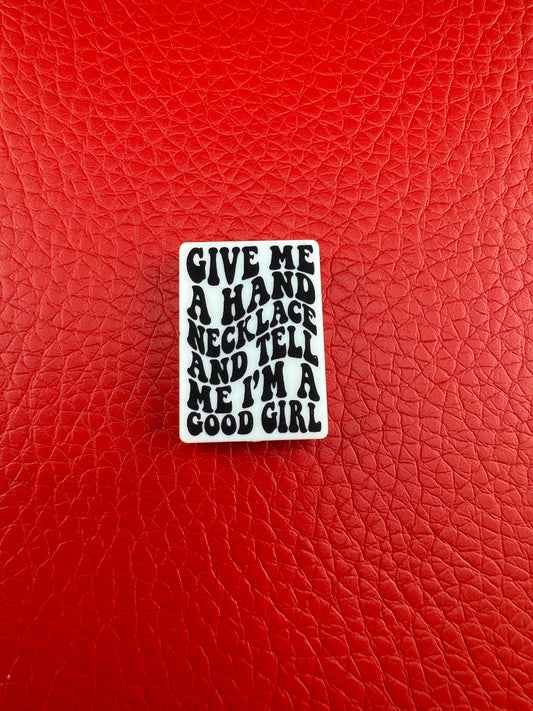 GIVE ME
A HAND
NECKLACE
AND TELL
ME I'M A
GOOD GIRL